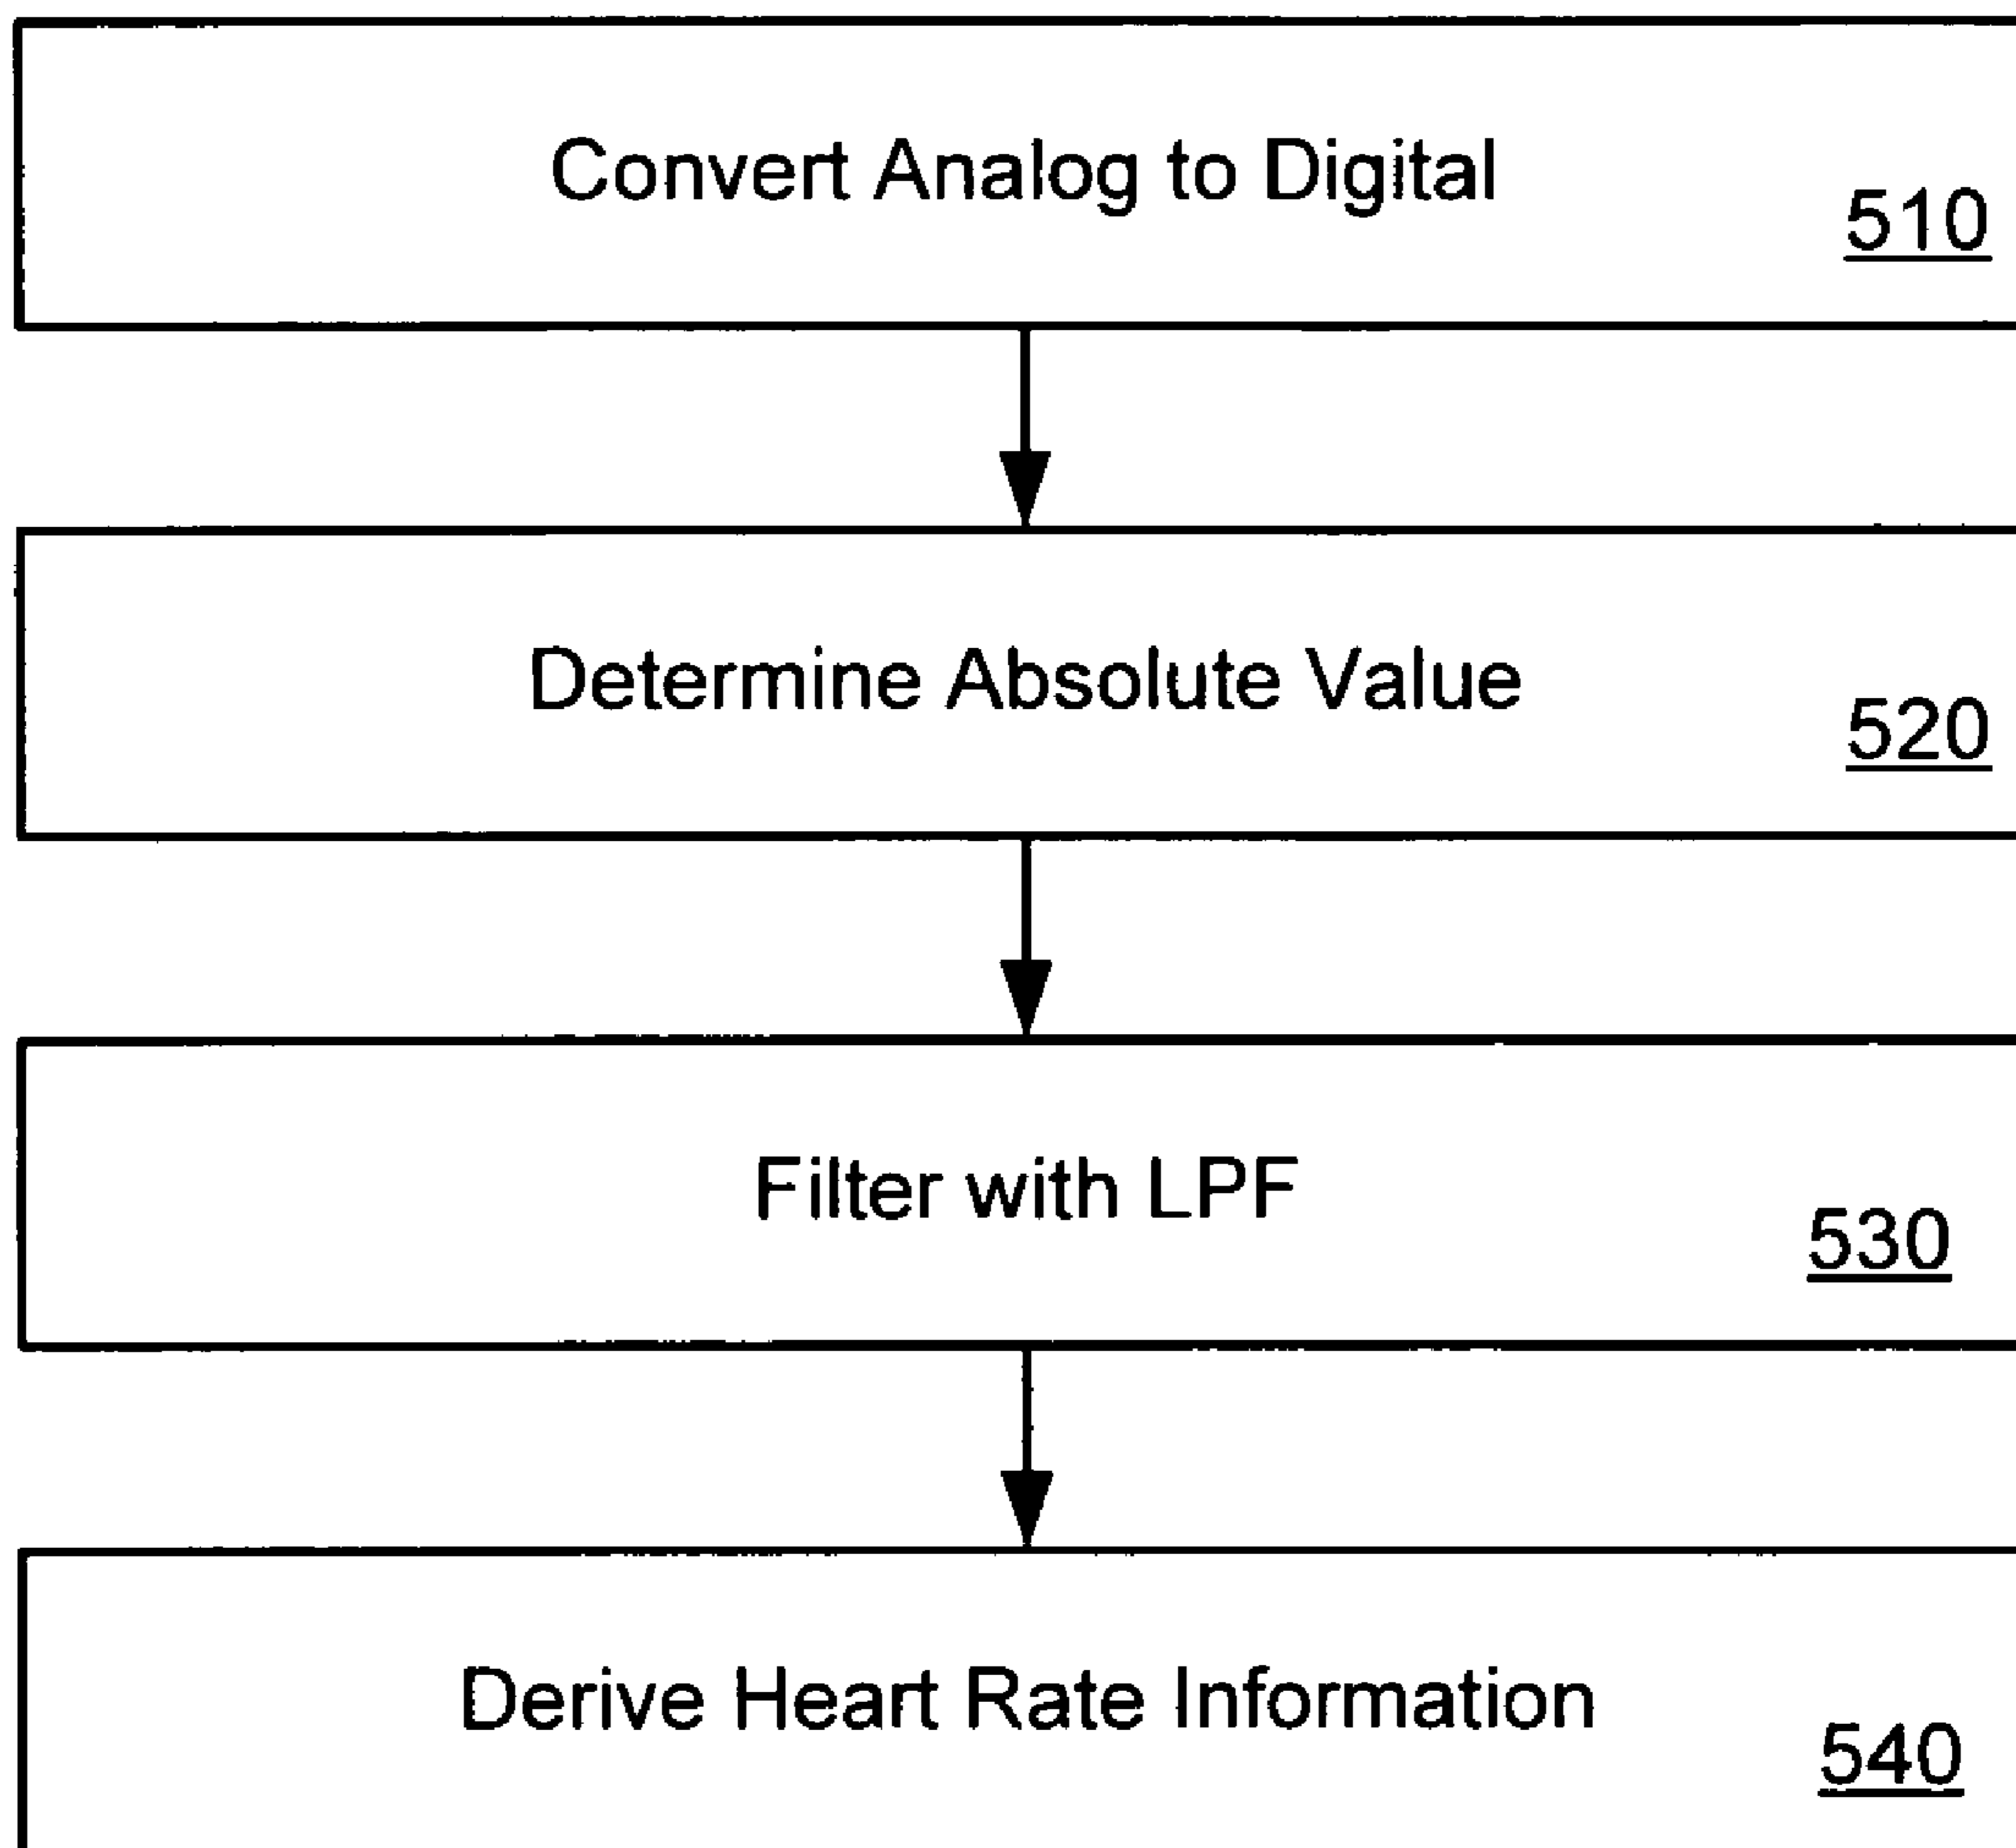 Convert Analog to Digital
510
Determine Absolute Value
520
Filter with LPF
530
Derive Heart Rate Information
540